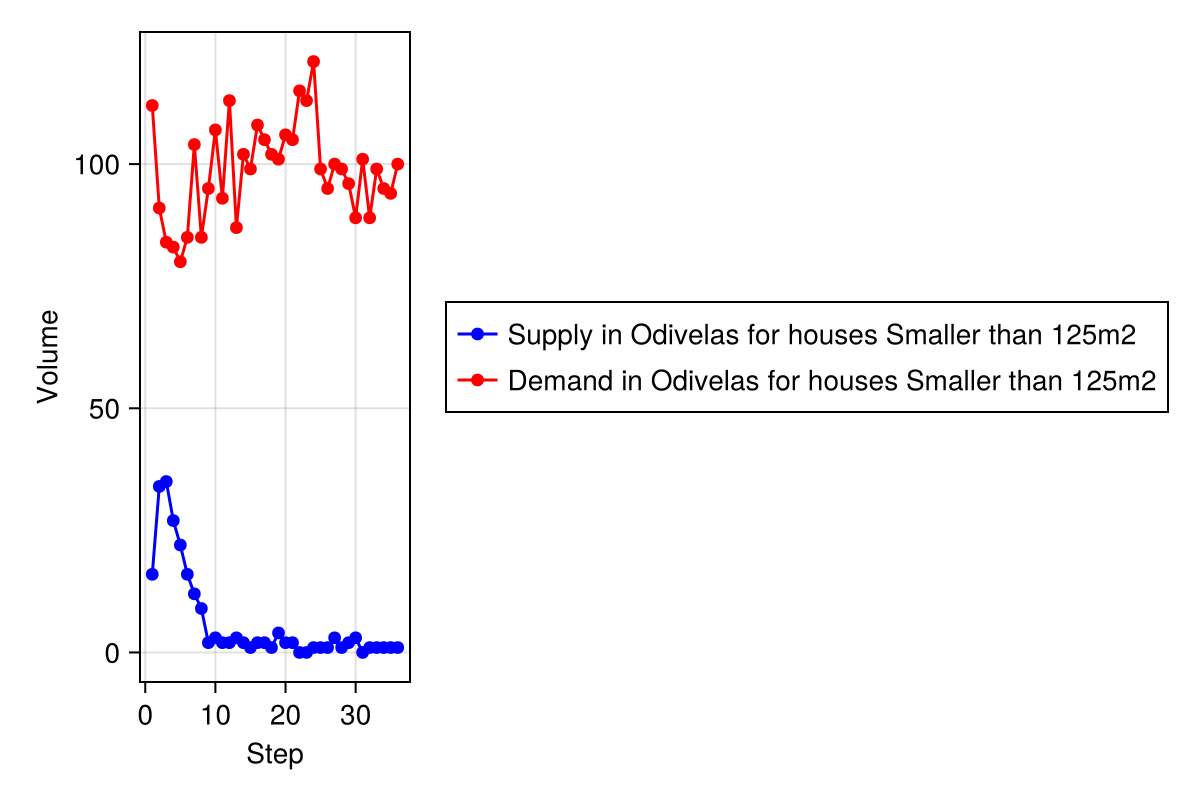 Volume
100
50
0
0 10 20 30
Step
Supply in Odivelas for houses Smaller than 125m2
Demand in Odivelas for houses Smaller than 125m2